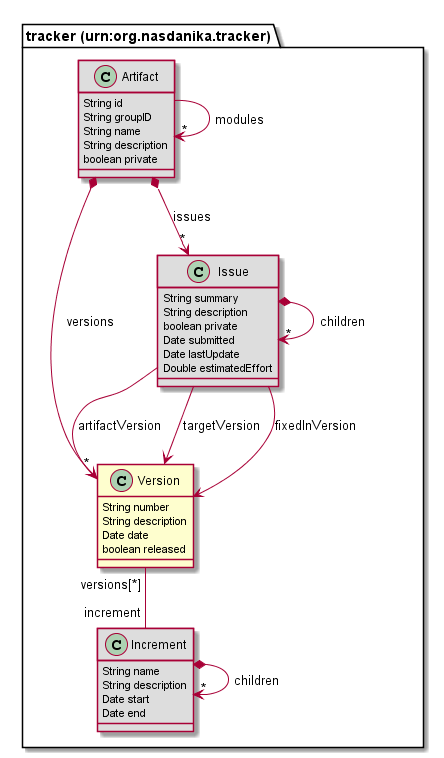 tracker (urn:org.nasdanika.tracker)
C Artifact
String id
String groupID
String name
String description
boolean private
modules
*
issues
*
C Issue
String summary
String description
boolean private
Date submitted
Date lastUpdate
Double estimatedEffort
children
*
versions
*
artifactVersion
targetVersion
fixedInVersion
C Version
String number
String description
Date date
boolean released
versions[*]
increment
C Increment
String name
String description
Date start
Date end
children
*